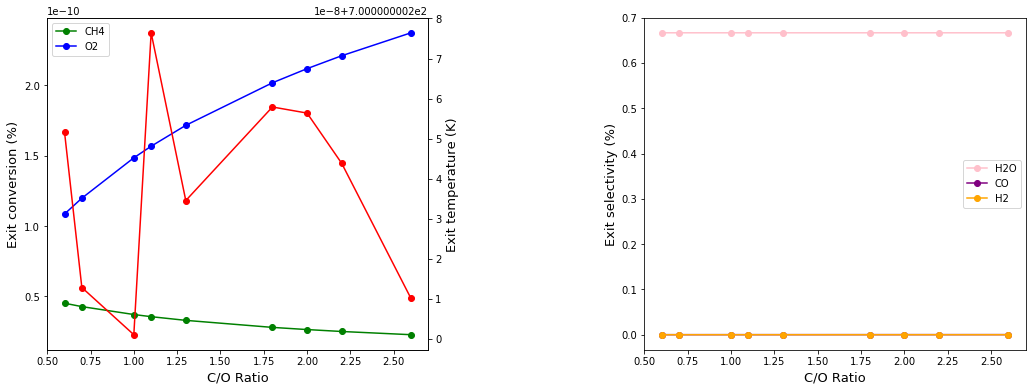 1e−10
1e−8+7.000000002e2
CH4
O2
Exit conversion (%)
2.0
1.5
1.0
0.5
8
7
6
5
4
3
2
1
0
Exit temperature (K)
0.50 0.75 1.00 1.25 1.50 1.75 2.00 2.25 2.50
C/O Ratio
Exit selectivity (%)
0.7
0.6
0.5
0.4
0.3
0.2
0.1
0.0
H2O
CO
H2
0.50 0.75 1.00 1.25 1.50 1.75 2.00 2.25 2.50
C/O Ratio